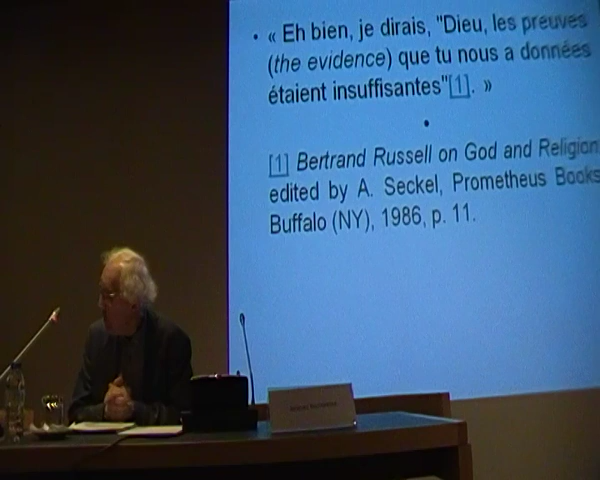 • « Eh bien, je dirais, "Dieu, les preuves
(the evidence) que tu nous a données
étaient insuffisantes"[1]. »
•
[1] Bertrand Russell on God and Religion
edited by A. Seckel, Prometheus Books
Buffalo (NY), 1986, p. 11.